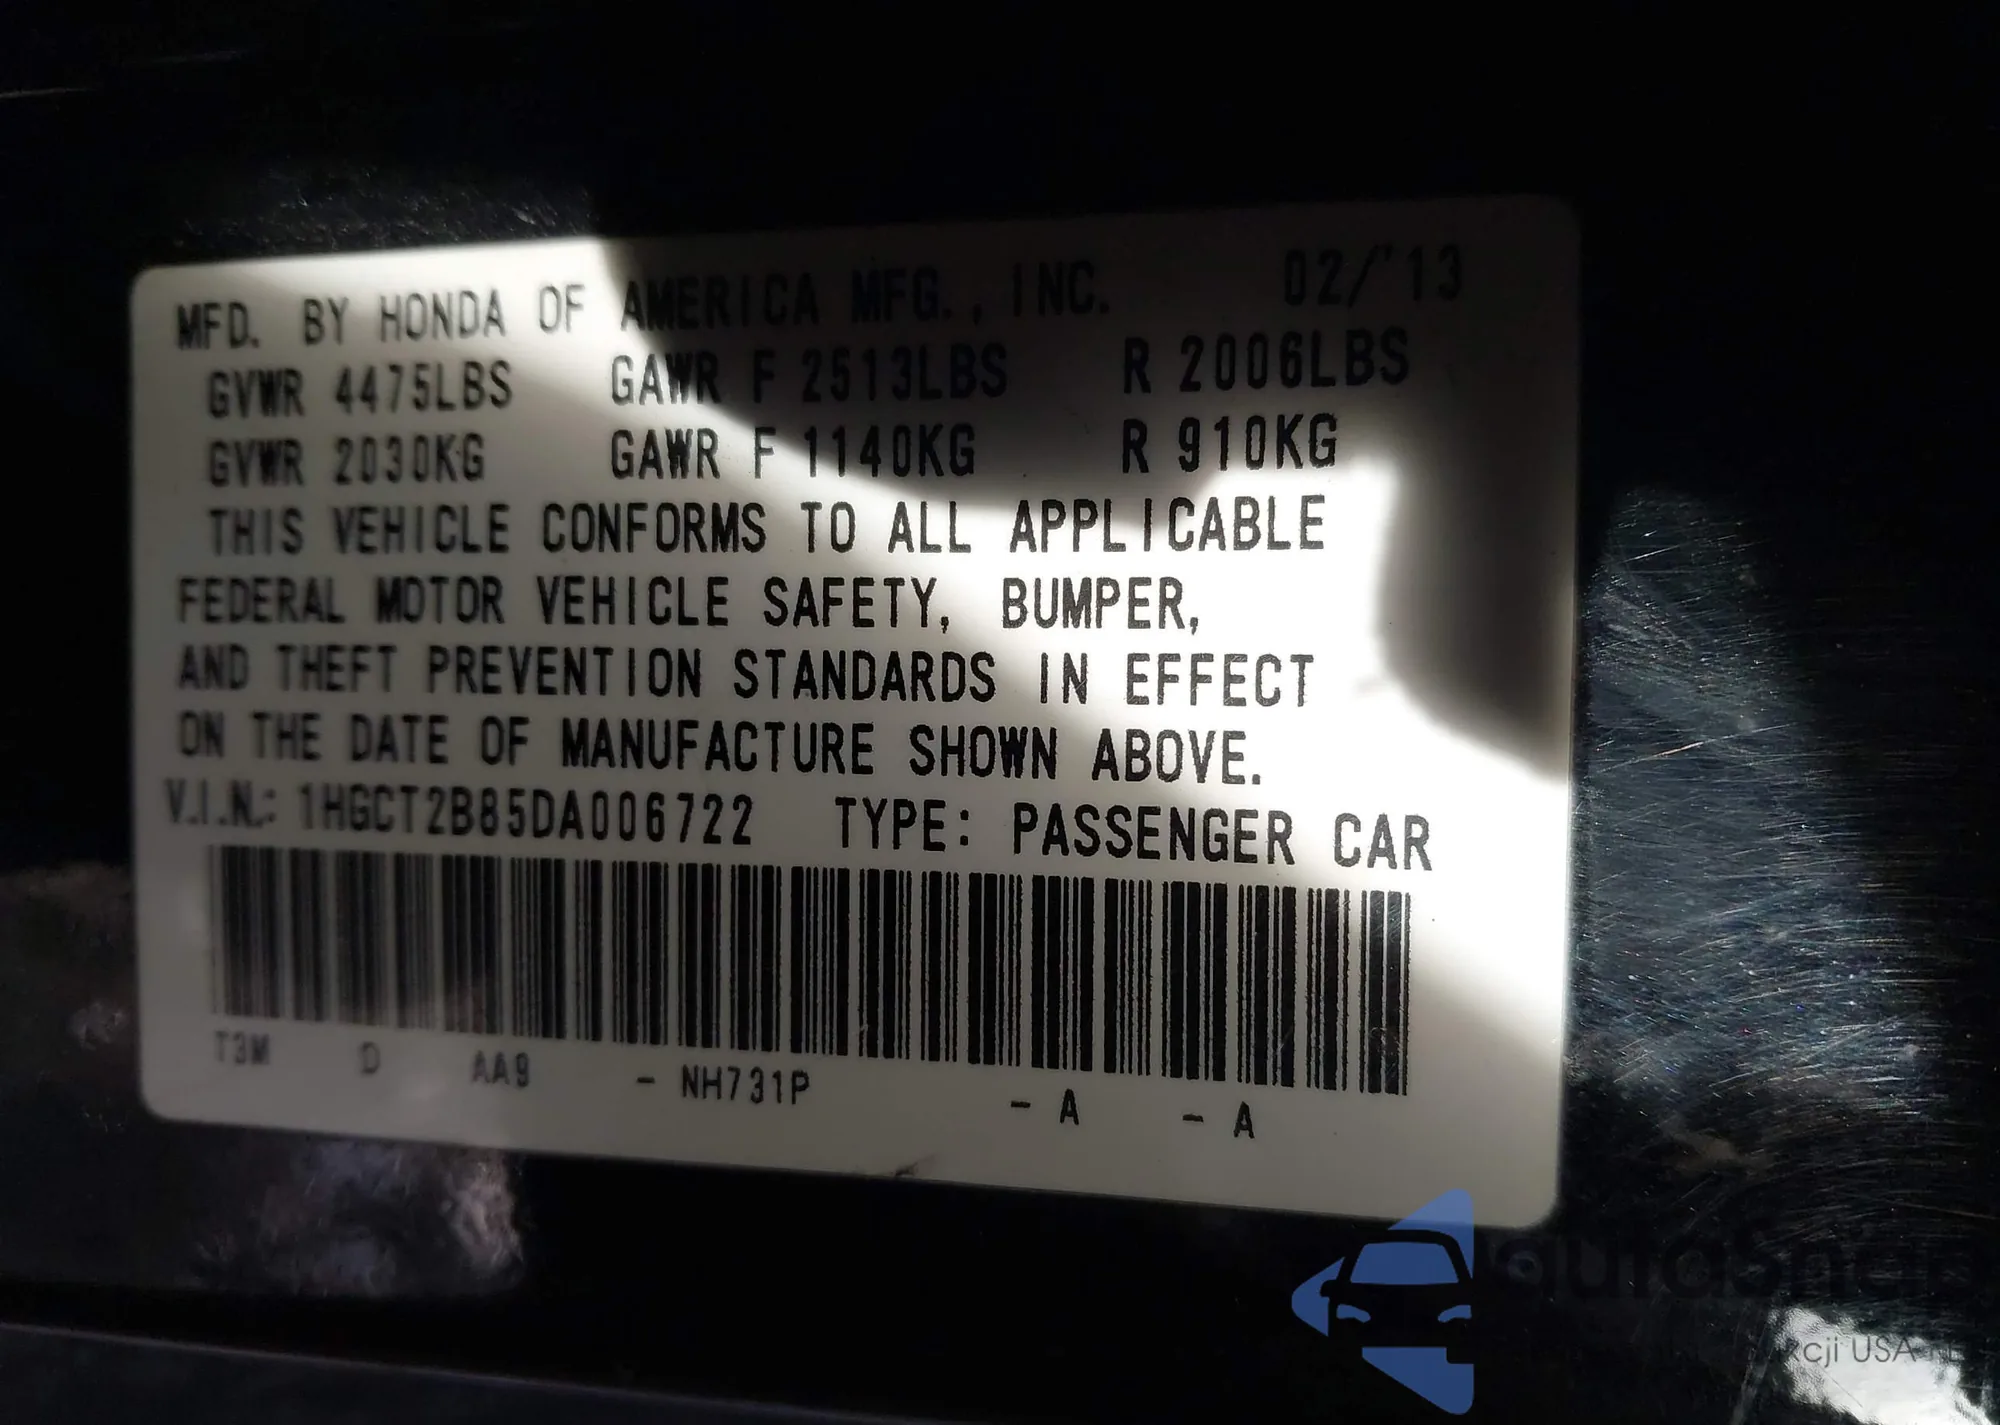 MFD. BY HONDA OF AMERICA MFG., INC. 02/'13
GVWR 4475LBS GAWR F 2513LBS R 2006LBS
GVWR 2030KG GAWR F 1140KG R 910KG
THIS VEHICLE CONFORMS TO ALL APPLICABLE
FEDERAL MOTOR VEHICLE SAFETY, BUMPER,
AND THEFT PREVENTION STANDARDS IN EFFECT
ON THE DATE OF MANUFACTURE SHOWN ABOVE.
V.I.N.: 1HGCT2B85DA006722 TYPE: PASSENGER CAR
T3M D AA9 - NH731P - A - A
autoSnap
USA